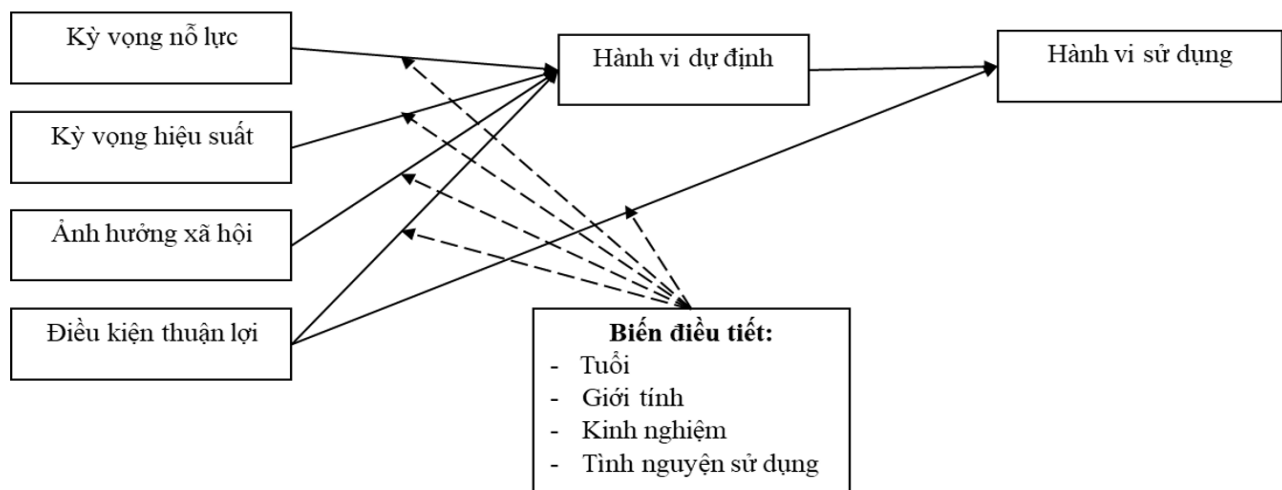 Kỳ vọng nỗ lực
Hành vi dự định
Hành vi sử dụng
Kỳ vọng hiệu suất
Ảnh hưởng xã hội
Điều kiện thuận lợi
Biến điều tiết:
- Tuổi
- Giới tính
- Kinh nghiệm
- Tình nguyện sử dụng